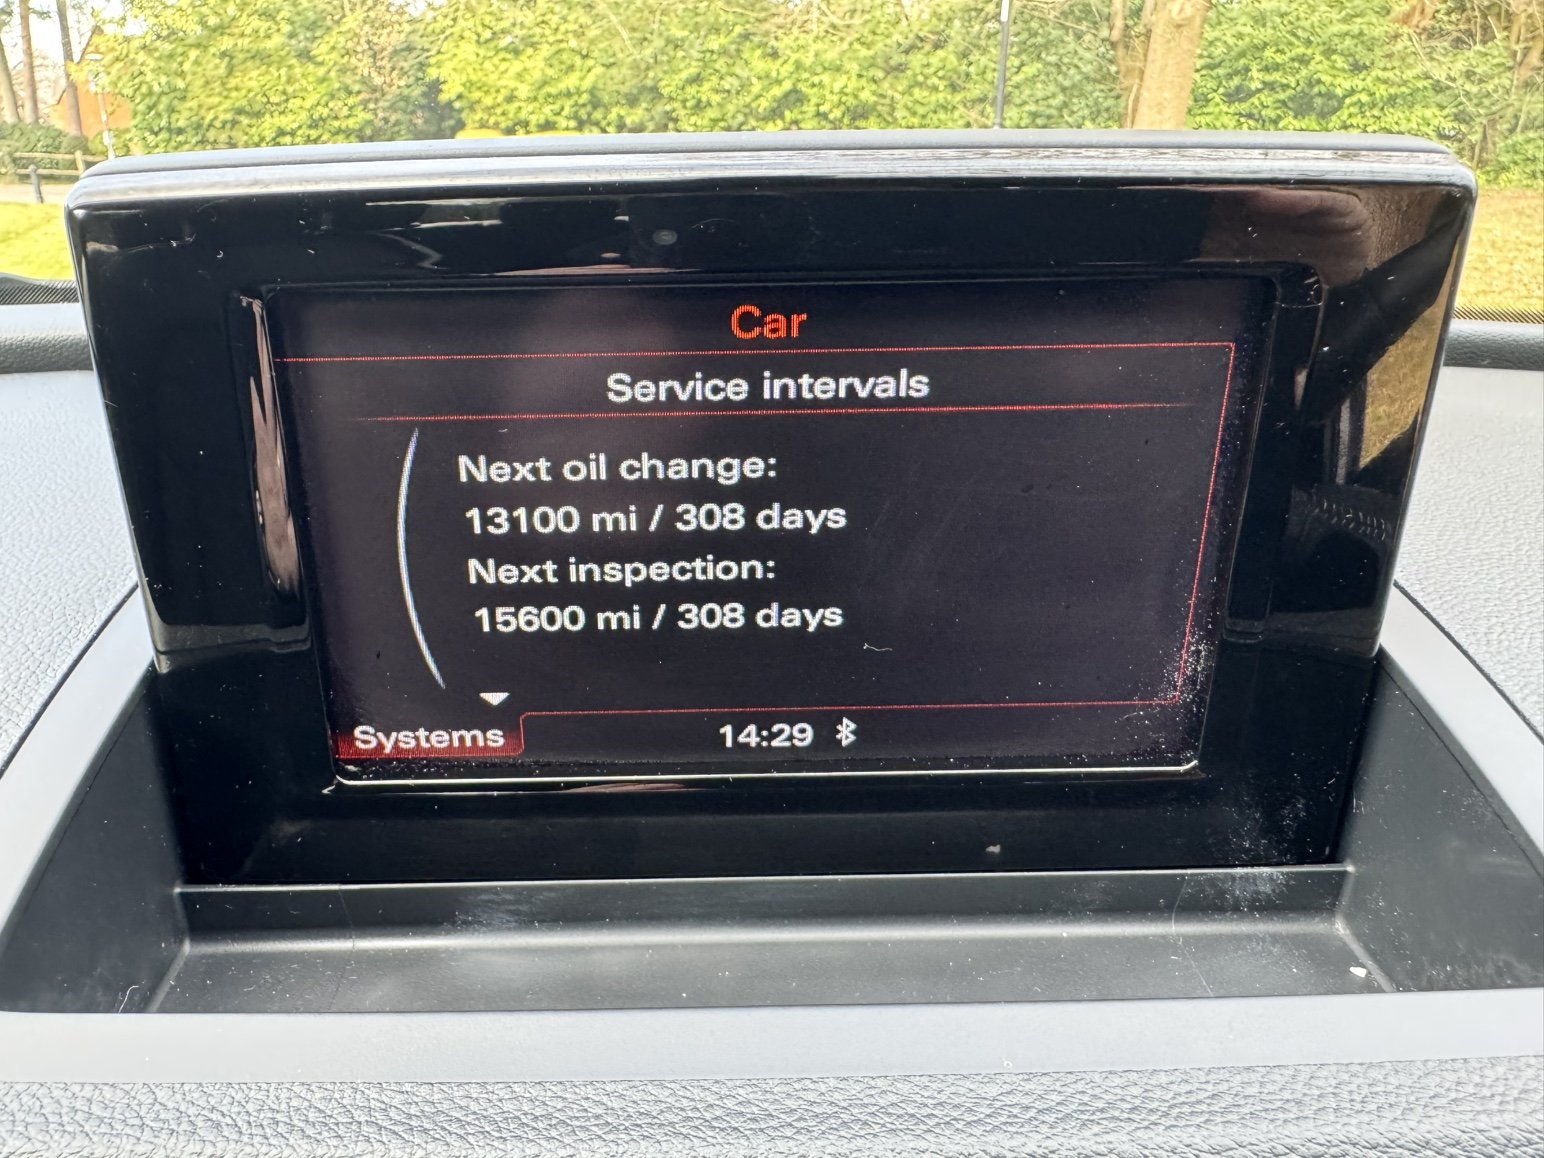 Car
Service intervals
Next oil change:
13100 mi / 308 days
Next inspection:
15600 mi / 308 days
Systems
14:29